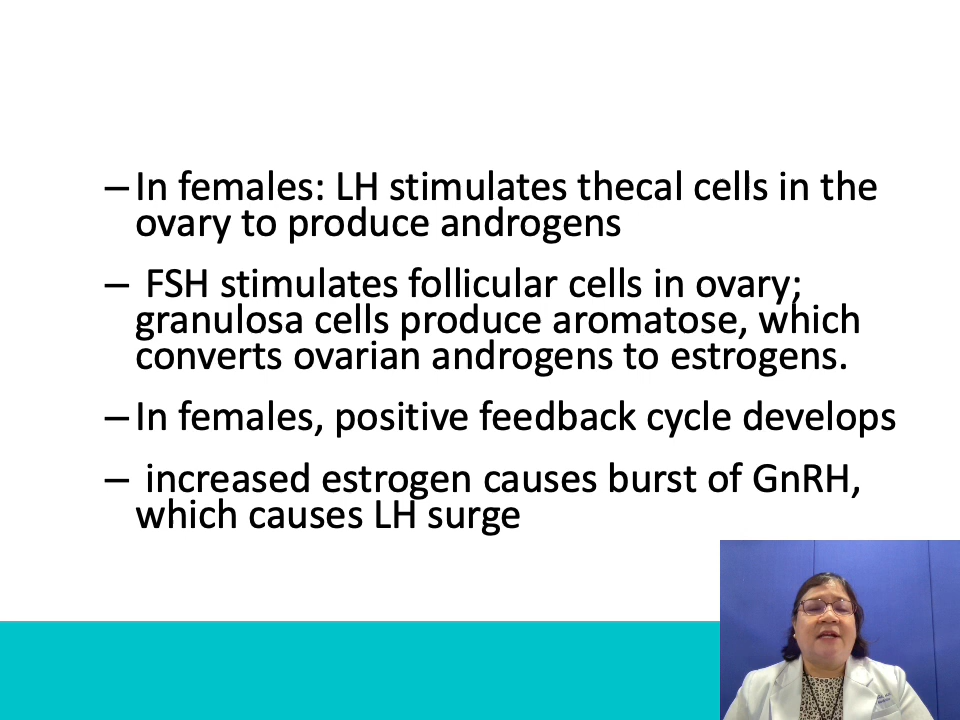 – In females: LH stimulates thecal cells in the
ovary to produce androgens
– FSH stimulates follicular cells in ovary;
granulosa cells produce aromatose, which
converts ovarian androgens to estrogens.
– In females, positive feedback cycle develops
– increased estrogen causes burst of GnRH,
which causes LH surge